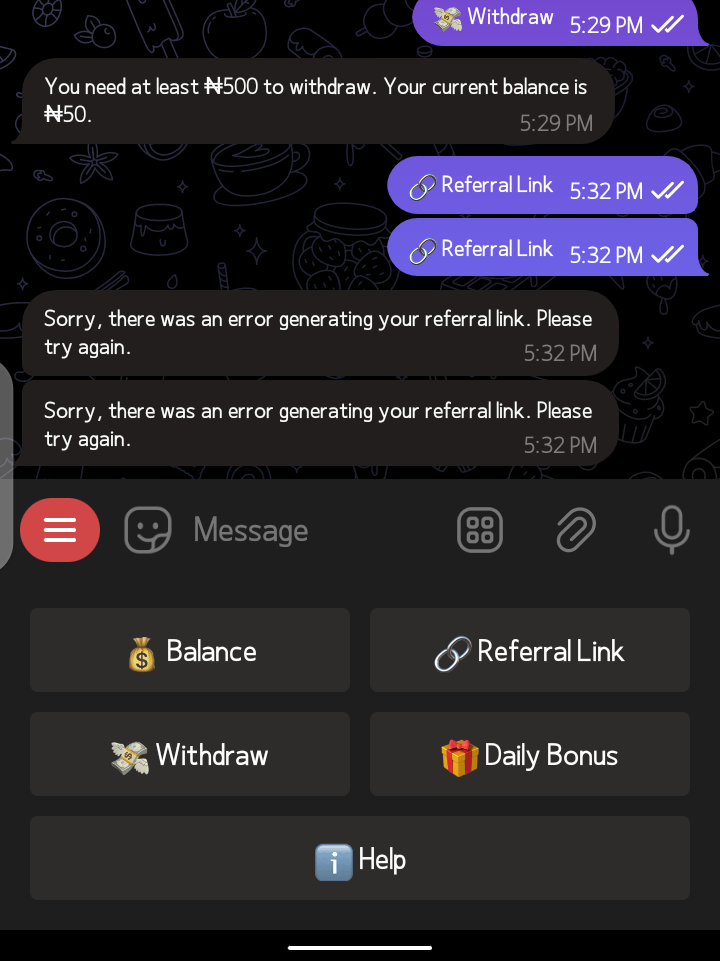 💸 Withdraw 5:29 PM
You need at least ₦500 to withdraw. Your current balance is
₦50.
5:29 PM
🔗 Referral Link 5:32 PM
🔗 Referral Link 5:32 PM
Sorry, there was an error generating your referral link. Please
try again.
5:32 PM
Sorry, there was an error generating your referral link. Please
try again.
5:32 PM
Message
💰 Balance
🔗 Referral Link
💸 Withdraw
🎁 Daily Bonus
ℹ️ Help